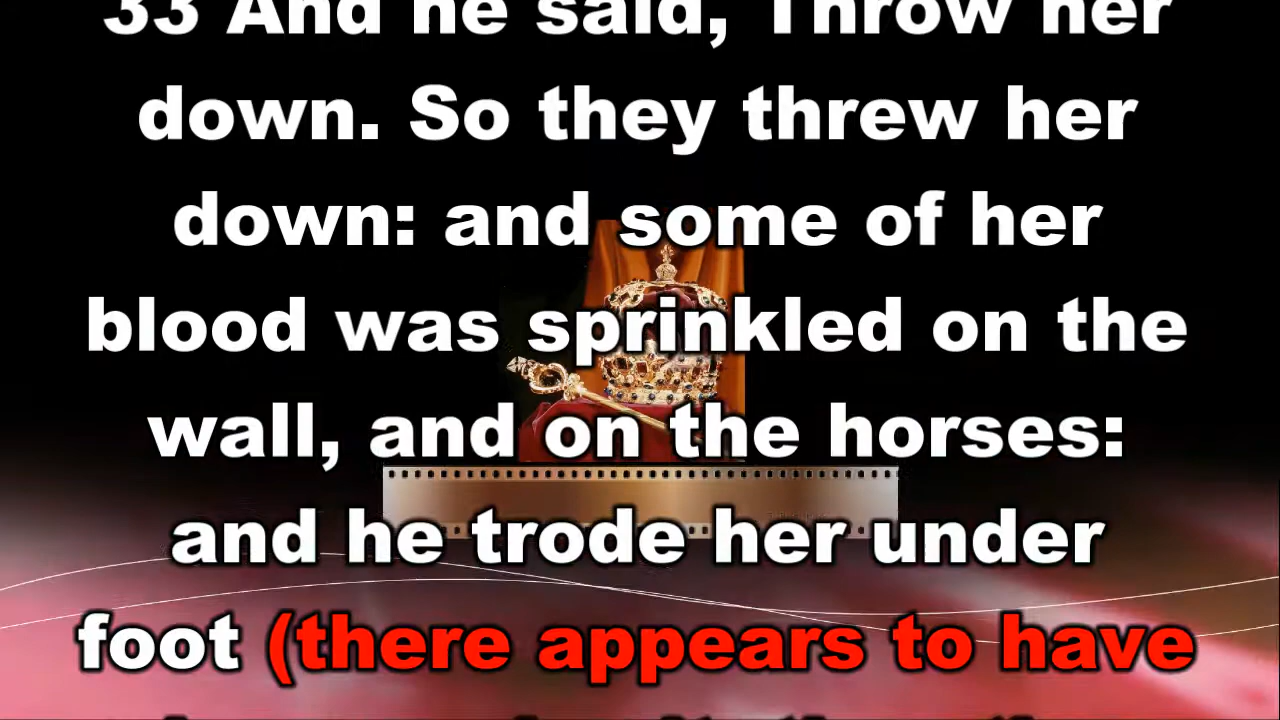 33 And he said, Throw her
down. So they threw her
down: and some of her
blood was sprinkled on the
wall, and on the horses:
and he trode her under
foot (there appears to have